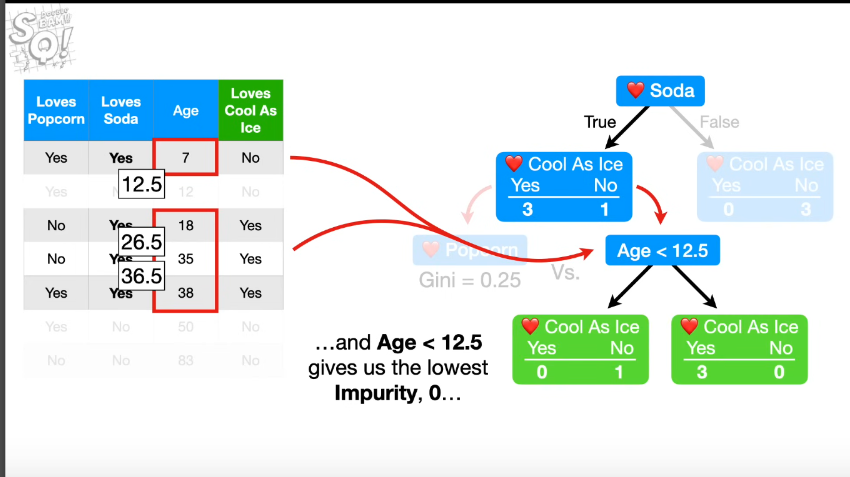 SQ!
Loves Popcorn | Loves Soda | Age | Loves Cool As Ice
Yes | Yes | 7 | No
12.5
Yes | 12 | No
No | Yes | 18 | Yes
26.5
No | Yes | 35 | Yes
36.5
Yes | Yes | 38 | Yes
Yes | No | 50 | No
No | No | 83 | No
❤️ Soda
True
False
❤️ Cool As Ice
Yes No
3 1
❤️ Cool As Ice
Yes No
0 3
❤️ Popcorn
Gini = 0.25
Vs.
Age < 12.5
❤️ Cool As Ice
Yes No
0 1
❤️ Cool As Ice
Yes No
3 0
…and Age < 12.5
gives us the lowest
Impurity, 0…